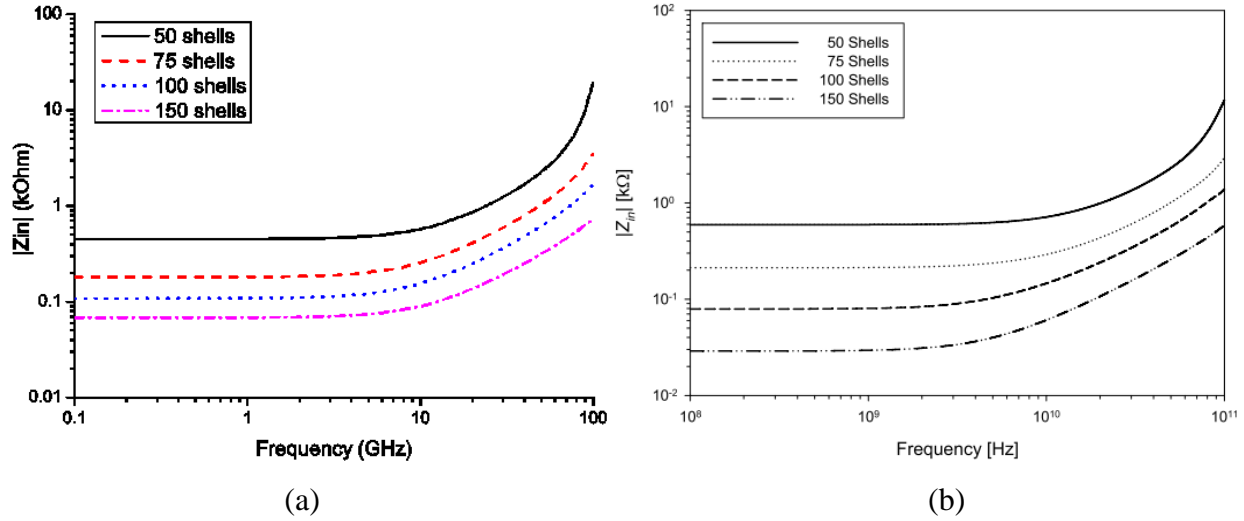 100
10
1
0.1
0.01
|Zin| (kOhm)
50 shells
75 shells
100 shells
150 shells
0.1 1 10 100
Frequency (GHz)
(a)
10²
10¹
10⁰
10⁻¹
10⁻²
|Zᵢₙ| [kΩ]
50 Shells
75 Shells
100 Shells
150 Shells
10⁸ 10⁹ 10¹⁰ 10¹¹
Frequency [Hz]
(b)